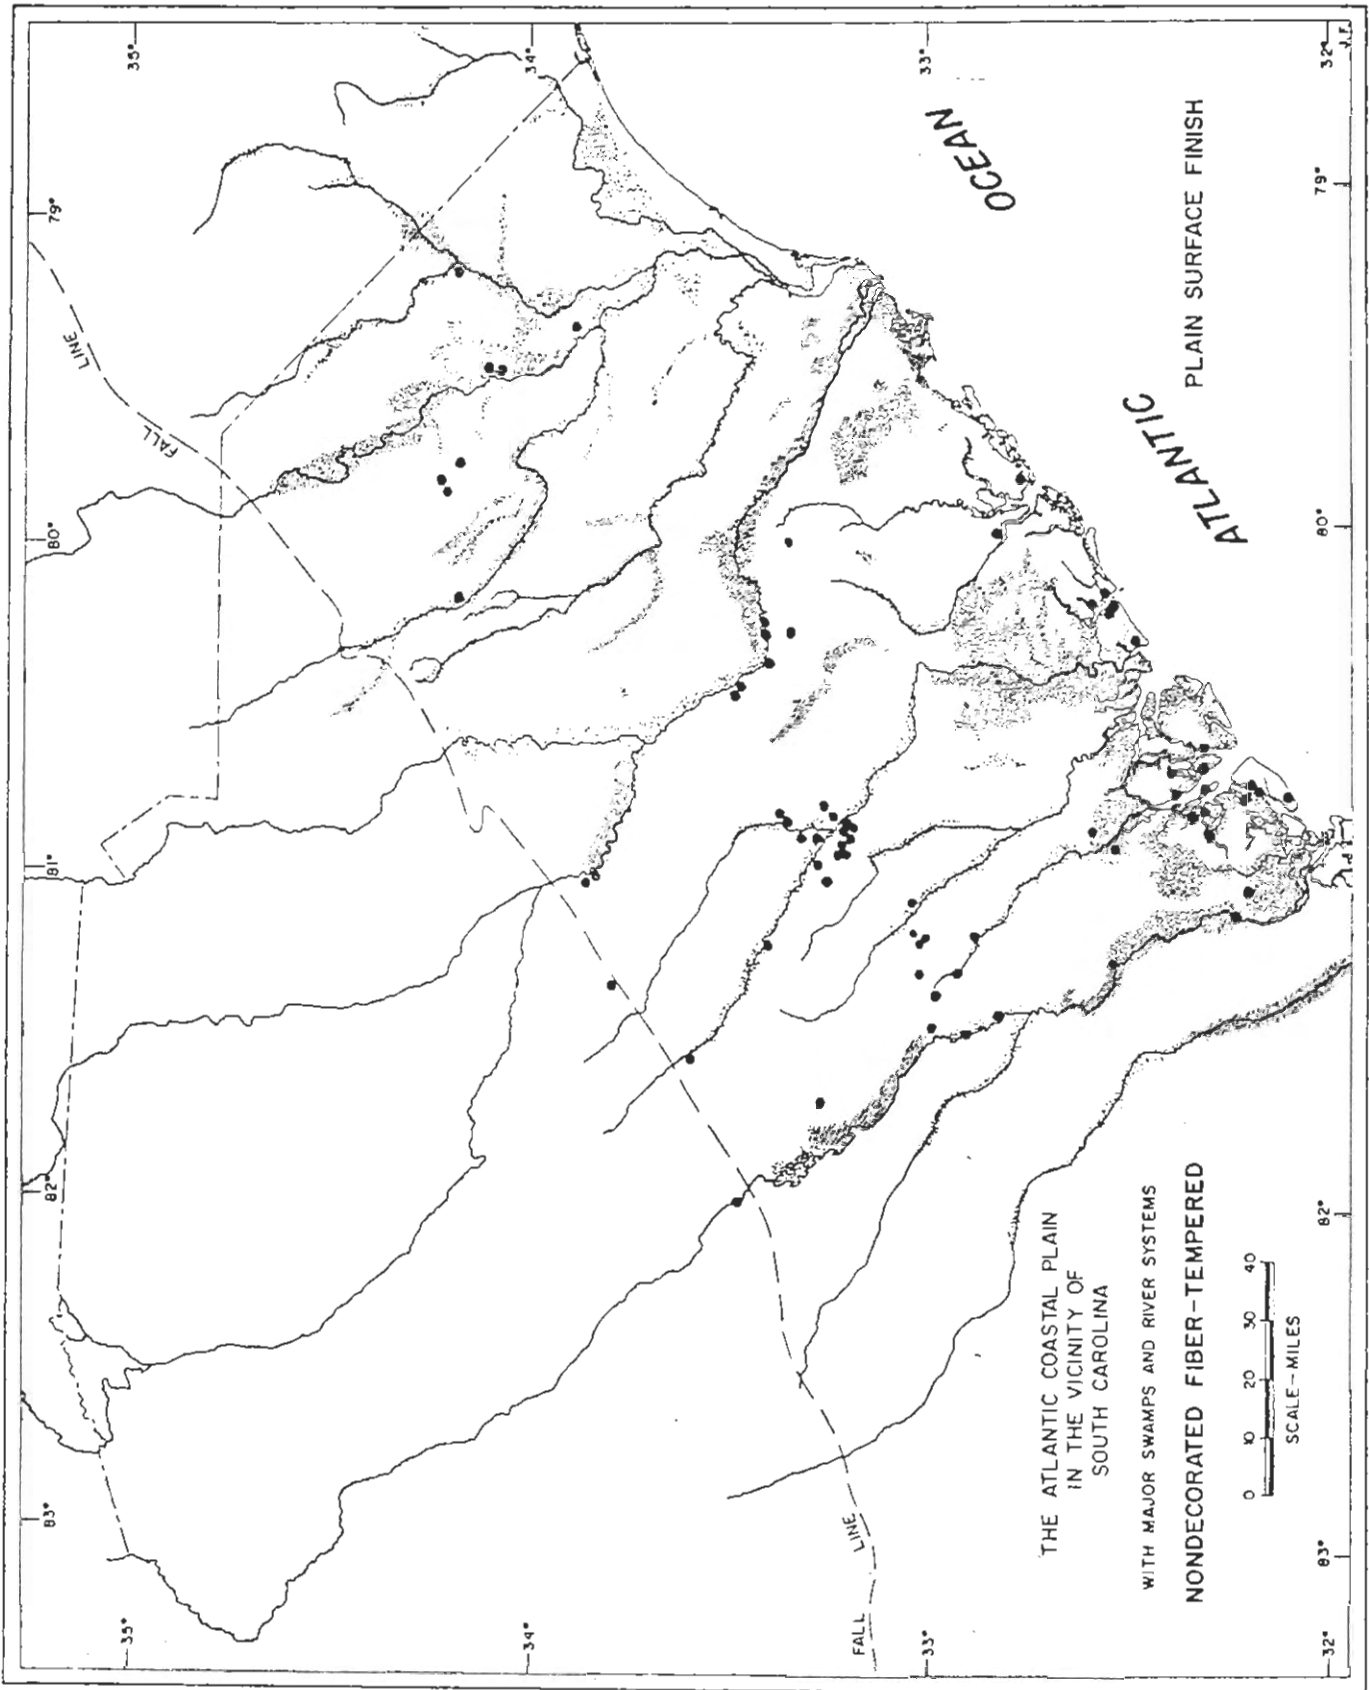 83°
82°
81°
80°
79°
35°
35°
FALL
LINE
34°
34°
FALL
LINE
33°
33°
OCEAN
ATLANTIC
THE ATLANTIC COASTAL PLAIN
IN THE VICINITY OF
SOUTH CAROLINA
WITH MAJOR SWAMPS AND RIVER SYSTEMS
NONDECORATED FIBER-TEMPERED
PLAIN SURFACE FINISH
0 10 20 30 40
SCALE-MILES
32°
32°
83°
82°
80°
79°